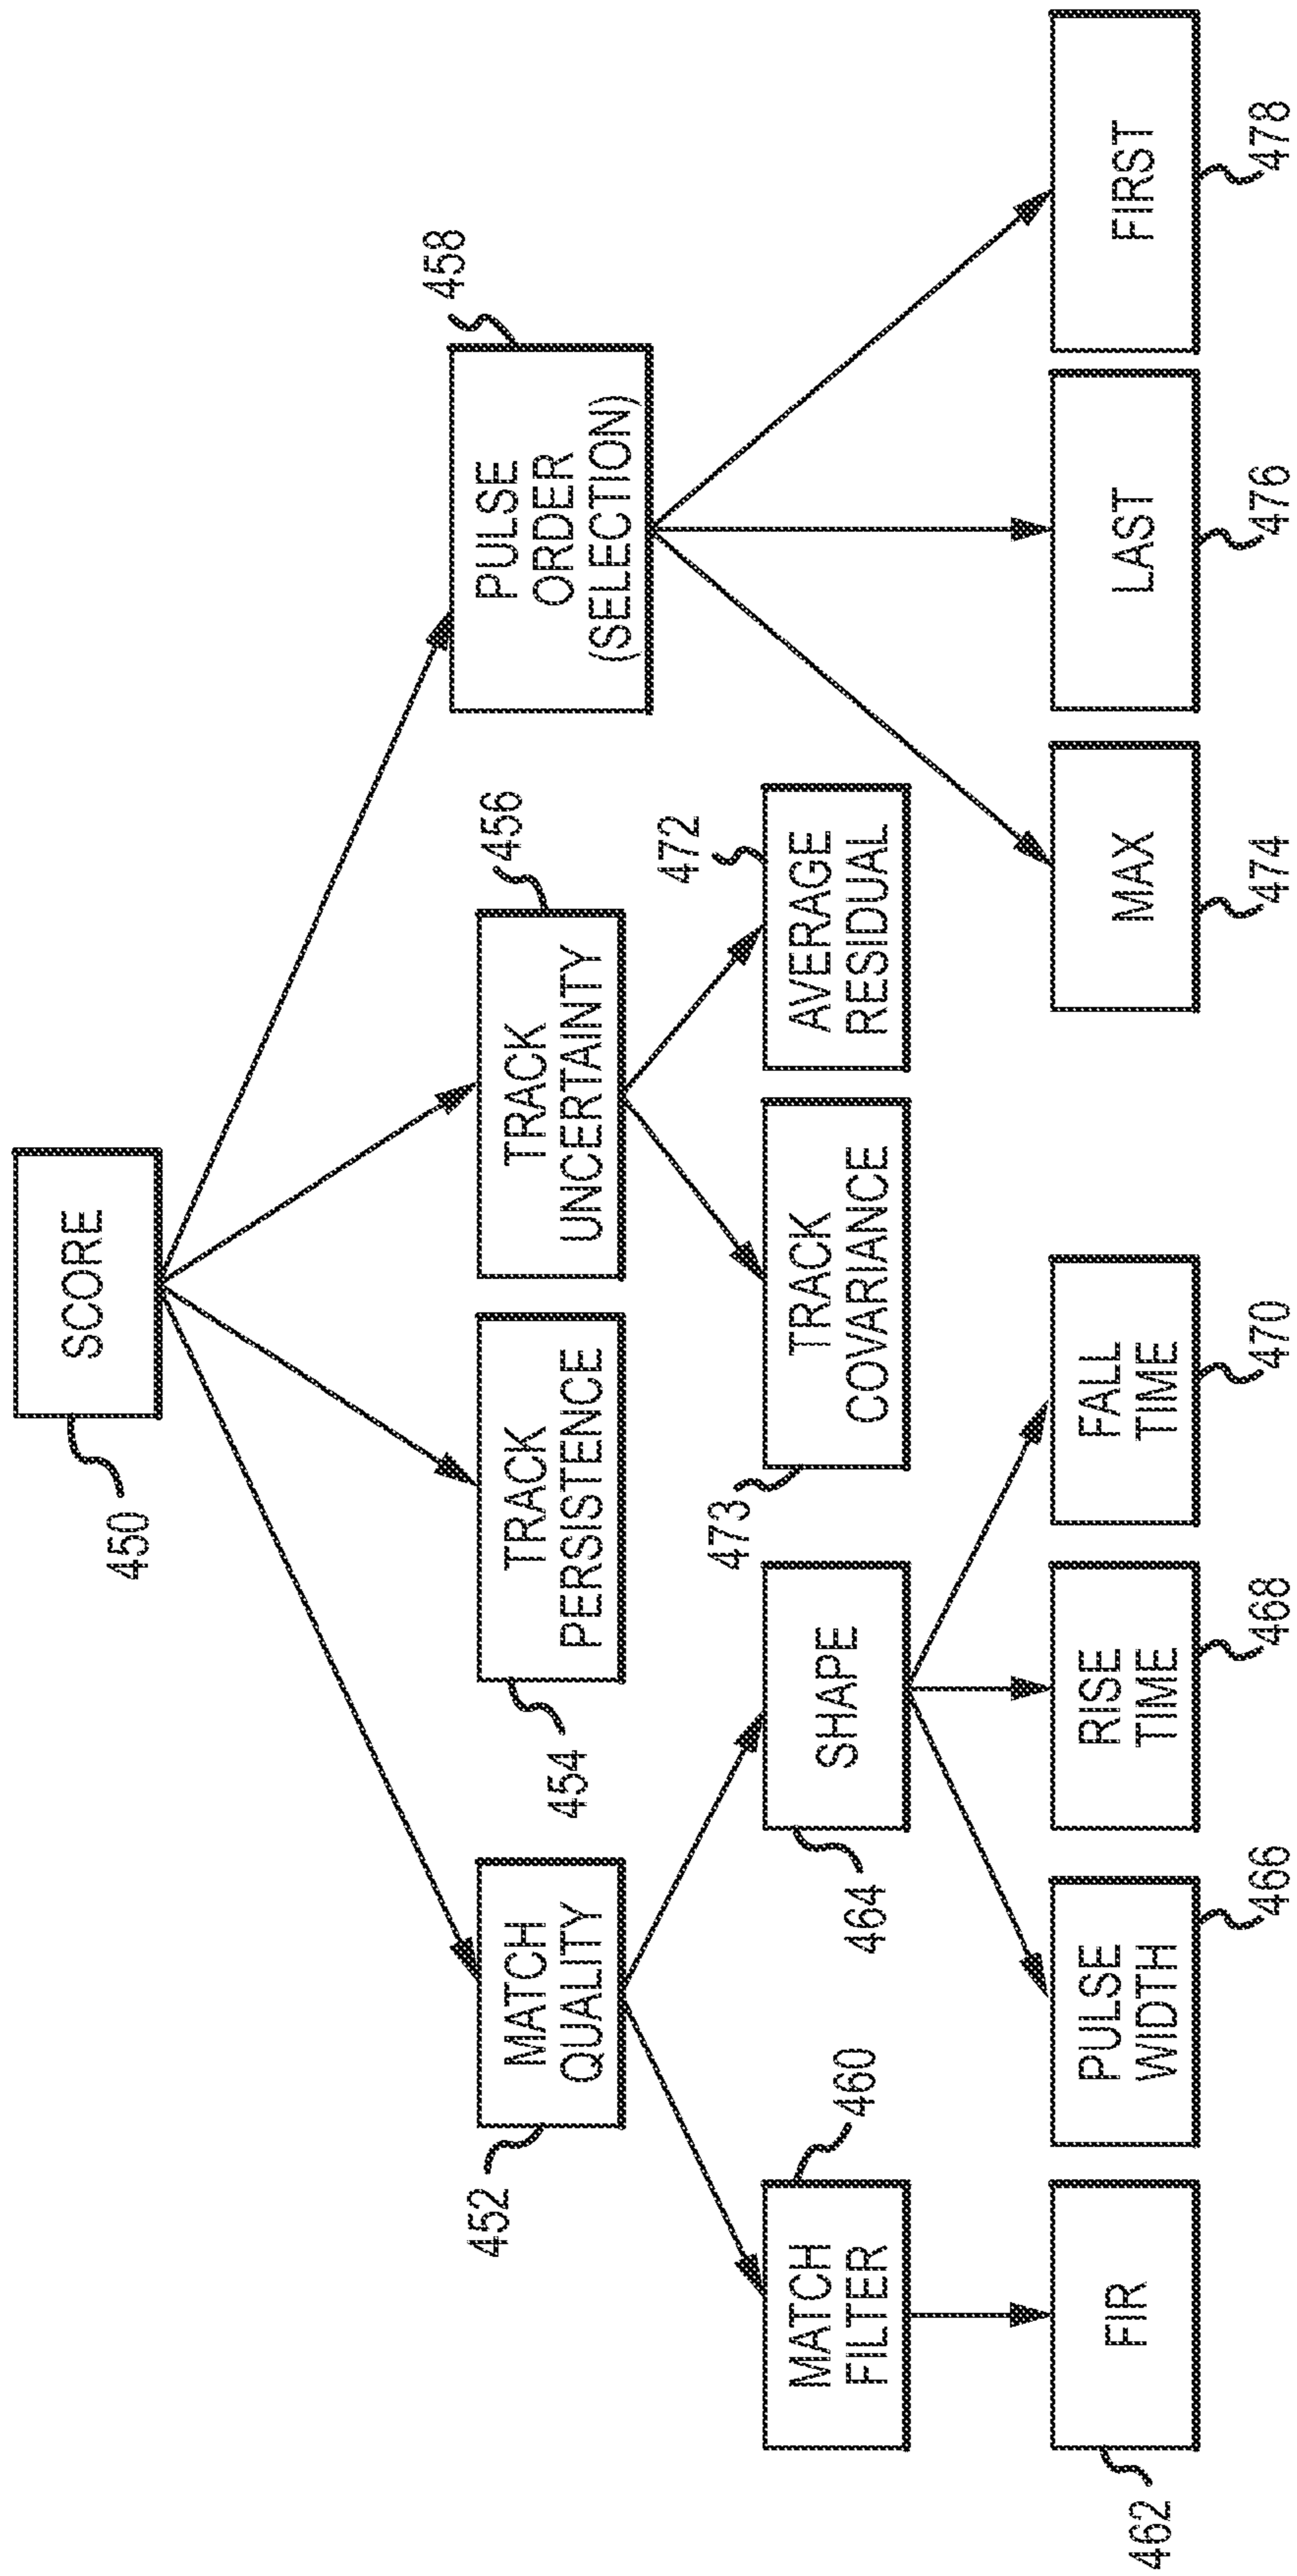 SCORE
450
458
PULSE
ORDER
(SELECTION)
456
TRACK
UNCERTAINTY
TRACK
PERSISTENCE
454
MATCH
QUALITY
452
460
MATCH
FILTER
SHAPE
464
473
TRACK
COVARIANCE
472
AVERAGE
RESIDUAL
FIR
462
PULSE
WIDTH
466
RISE
TIME
468
FALL
TIME
470
MAX
474
LAST
476
FIRST
478